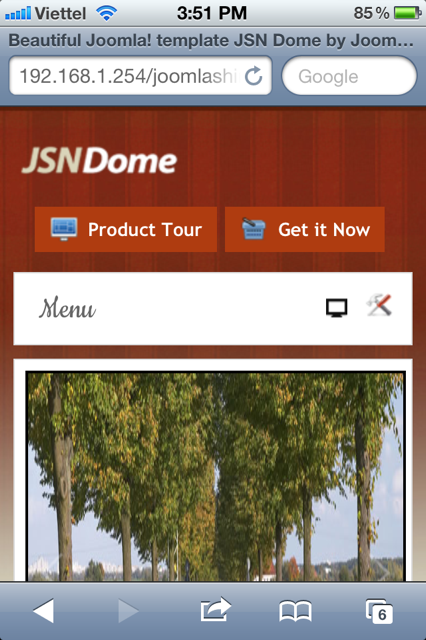 Viettel 3:51 PM 85%
Beautiful Joomla! template JSN Dome by Joom...
192.168.1.254/joomlashi Google
JSNDome
Product Tour Get it Now
Menu
6